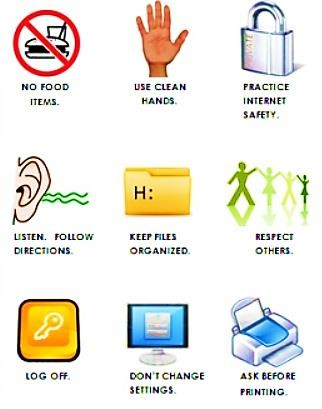 NO FOOD
ITEMS.
USE CLEAN
HANDS.
PRACTICE
INTERNET
SAFETY.
LISTEN. FOLLOW
DIRECTIONS.
H:
KEEP FILES
ORGANIZED.
RESPECT
OTHERS.
LOG OFF.
DON'T CHANGE
SETTINGS.
ASK BEFORE
PRINTING.